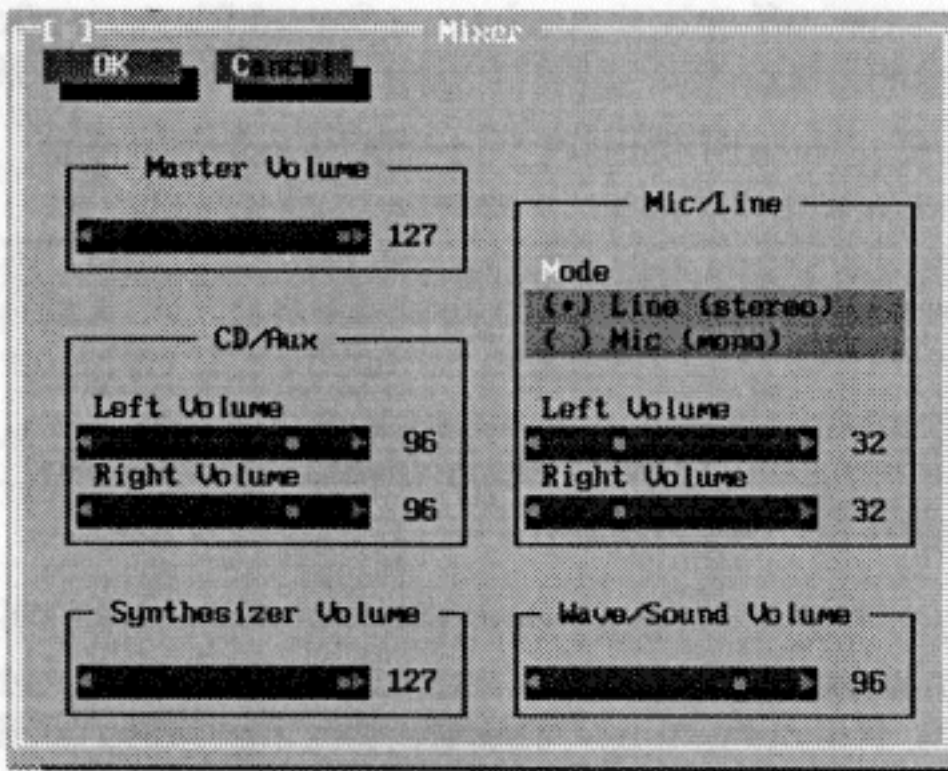 [ ] Mixer
OK Cancel
Master Volume
127
CD/Aux
Left Volume
96
Right Volume
96
Synthesizer Volume
127
Mic/Line
Mode
(•) Line (stereo)
( ) Mic (mono)
Left Volume
32
Right Volume
32
Wave/Sound Volume
96